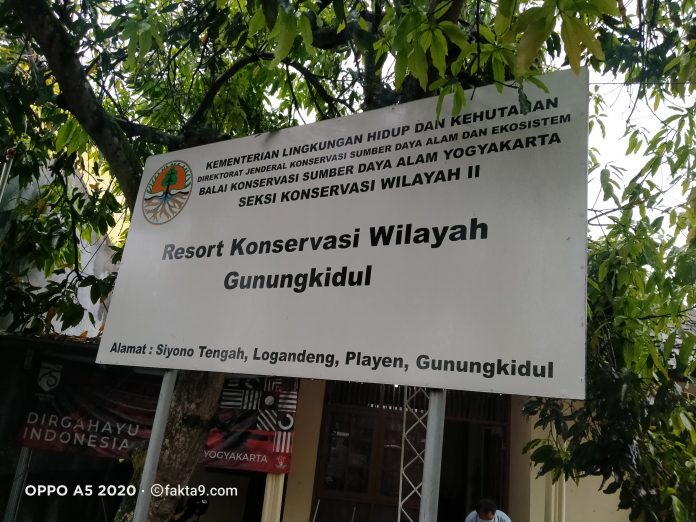 KEMENTERIAN LINGKUNGAN HIDUP DAN KEHUTANAN
DIREKTORAT JENDERAL KONSERVASI SUMBER DAYA ALAM DAN EKOSISTEM
BALAI KONSERVASI SUMBER DAYA ALAM YOGYAKARTA
SEKSI KONSERVASI WILAYAH II
Resort Konservasi Wilayah
Gunungkidul
Alamat : Siyono Tengah, Logandeng, Playen, Gunungkidul
DIRGAHAYU
INDONESIA
YOGYAKARTA
OPPO A5 2020 · ©fakta9.com